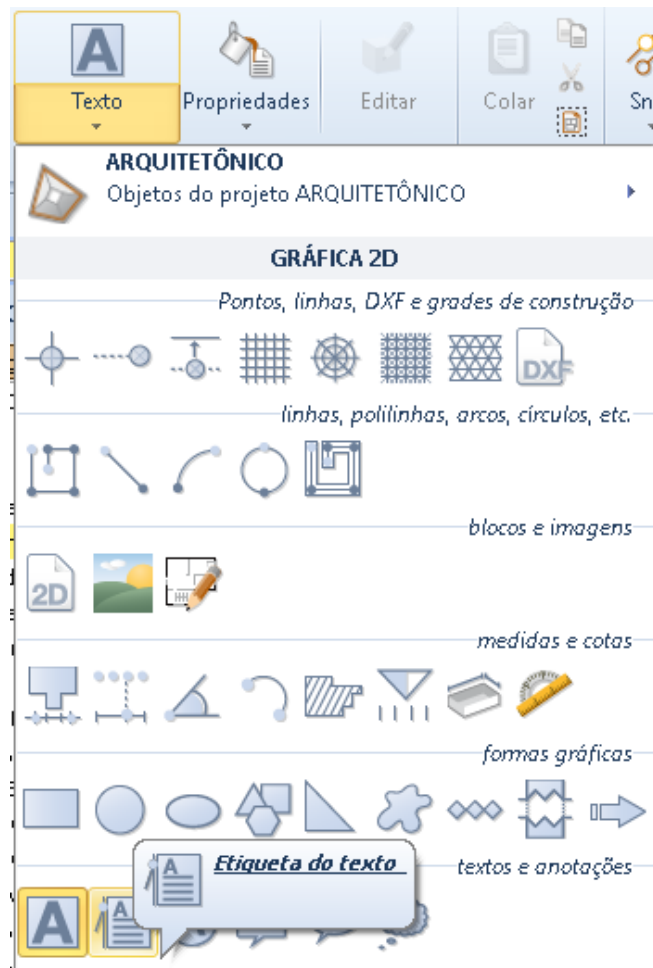 A
Texto
Propriedades
Editar
Colar
Sn
ARQUITETÔNICO
Objetos do projeto ARQUITETÔNICO
GRÁFICA 2D
Pontos, linhas, DXF e grades de construção
DXF
linhas, polilinhas, arcos, círculos, etc.
blocos e imagens
2D
medidas e cotas
formas gráficas
A
Etiqueta do texto
textos e anotações
A
A